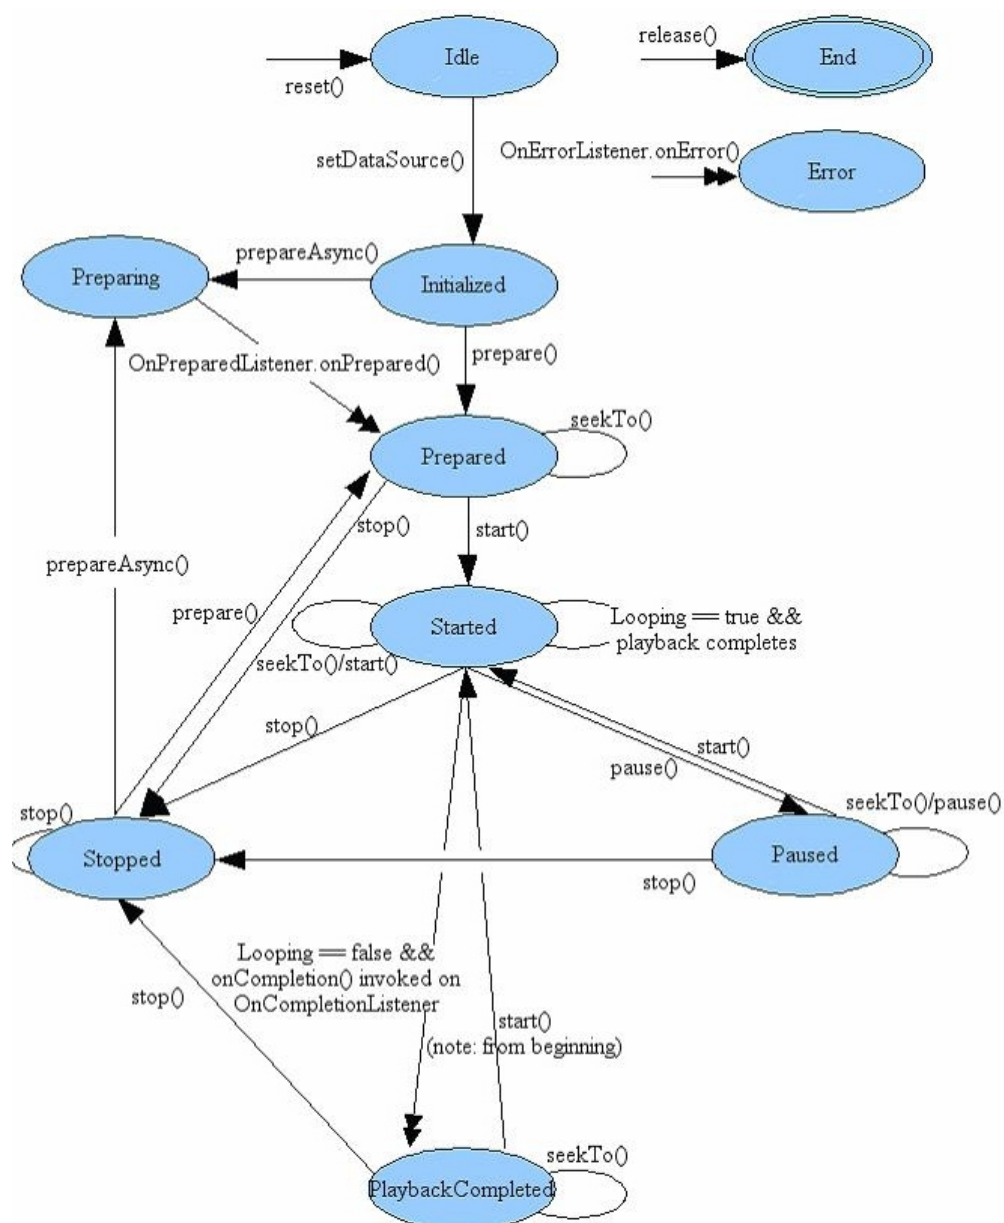 Idle
reset()
release()
End
setDataSource()
OnErrorListener.onError()
Error
prepareAsync()
Preparing
Initialized
OnPreparedListener.onPrepared()
prepare()
seekTo()
Prepared
stop()
start()
prepareAsync()
prepare()
Started
Looping == true &&
playback completes
seekTo()/start()
stop()
start()
pause()
stop()
seekTo()/pause()
Stopped
Paused
stop()
Looping == false &&
onCompletion() invoked on
OnCompletionListener
stop()
start()
(note: from beginning)
seekTo()
PlaybackCompleted